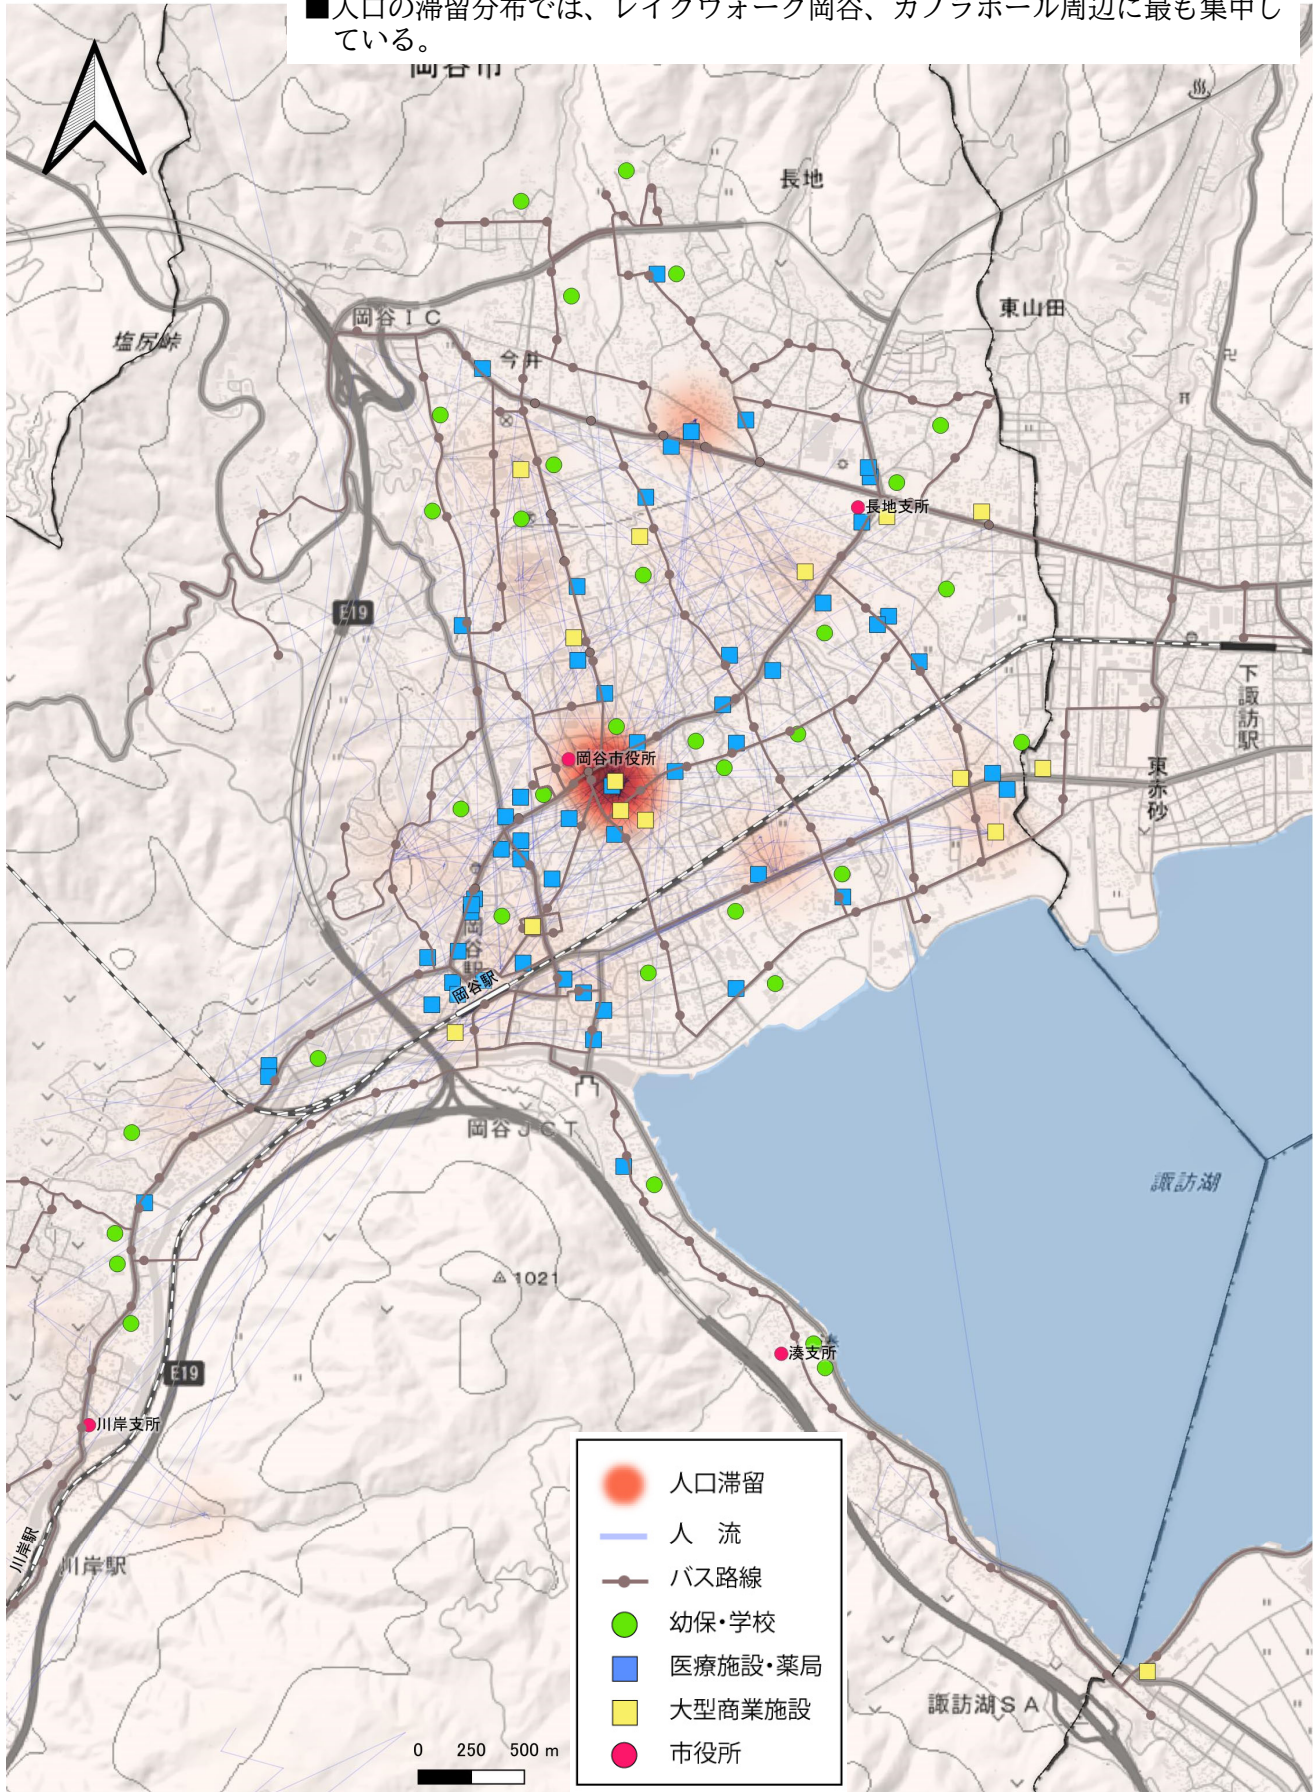 ■人口の滞留分布では、レイクウォーク岡谷、カノラホール周辺に最も集中し
ている。
岡谷市
長地
東山田
岡谷IC
塩尻峠
今井
長地支所
E19
下諏訪駅
岡谷市役所
東赤砂
岡谷駅
岡谷駅
岡谷JCT
諏訪湖
1021
湊
湊支所
E19
川岸支所
川岸駅
川岸駅
諏訪湖SA
人口滞留
人 流
バス路線
幼保・学校
医療施設・薬局
大型商業施設
市役所
0 250 500 m